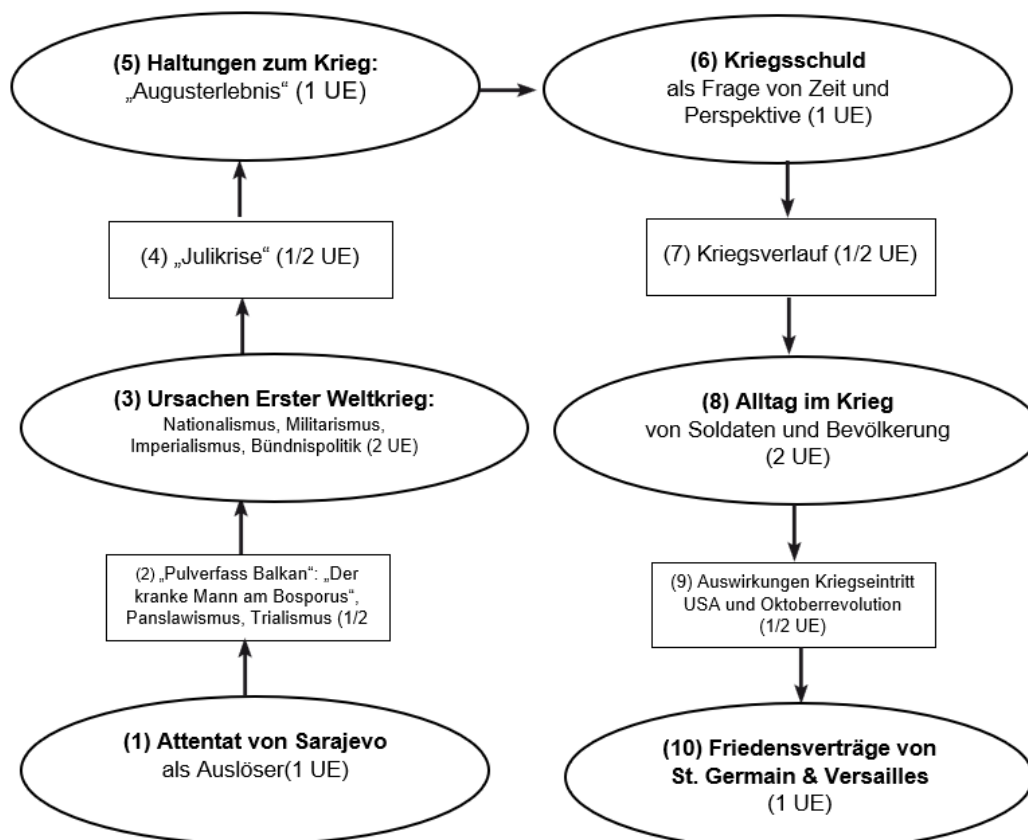 (5) Haltungen zum Krieg:
„Augusterlebnis“ (1 UE)
(6) Kriegsschuld
als Frage von Zeit und
Perspektive (1 UE)
(4) „Julikrise“ (1/2 UE)
(7) Kriegsverlauf (1/2 UE)
(3) Ursachen Erster Weltkrieg:
Nationalismus, Militarismus,
Imperialismus, Bündnispolitik (2 UE)
(8) Alltag im Krieg
von Soldaten und Bevölkerung
(2 UE)
(2) „Pulverfass Balkan“: „Der
kranke Mann am Bosporus“,
Panslawismus, Trialismus (1/2
(9) Auswirkungen Kriegseintritt
USA und Oktoberrevolution
(1/2 UE)
(1) Attentat von Sarajevo
als Auslöser(1 UE)
(10) Friedensverträge von
St. Germain & Versailles
(1 UE)